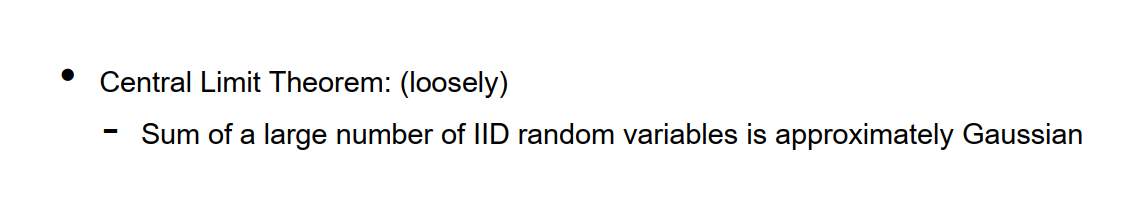 • Central Limit Theorem: (loosely)
- Sum of a large number of IID random variables is approximately Gaussian